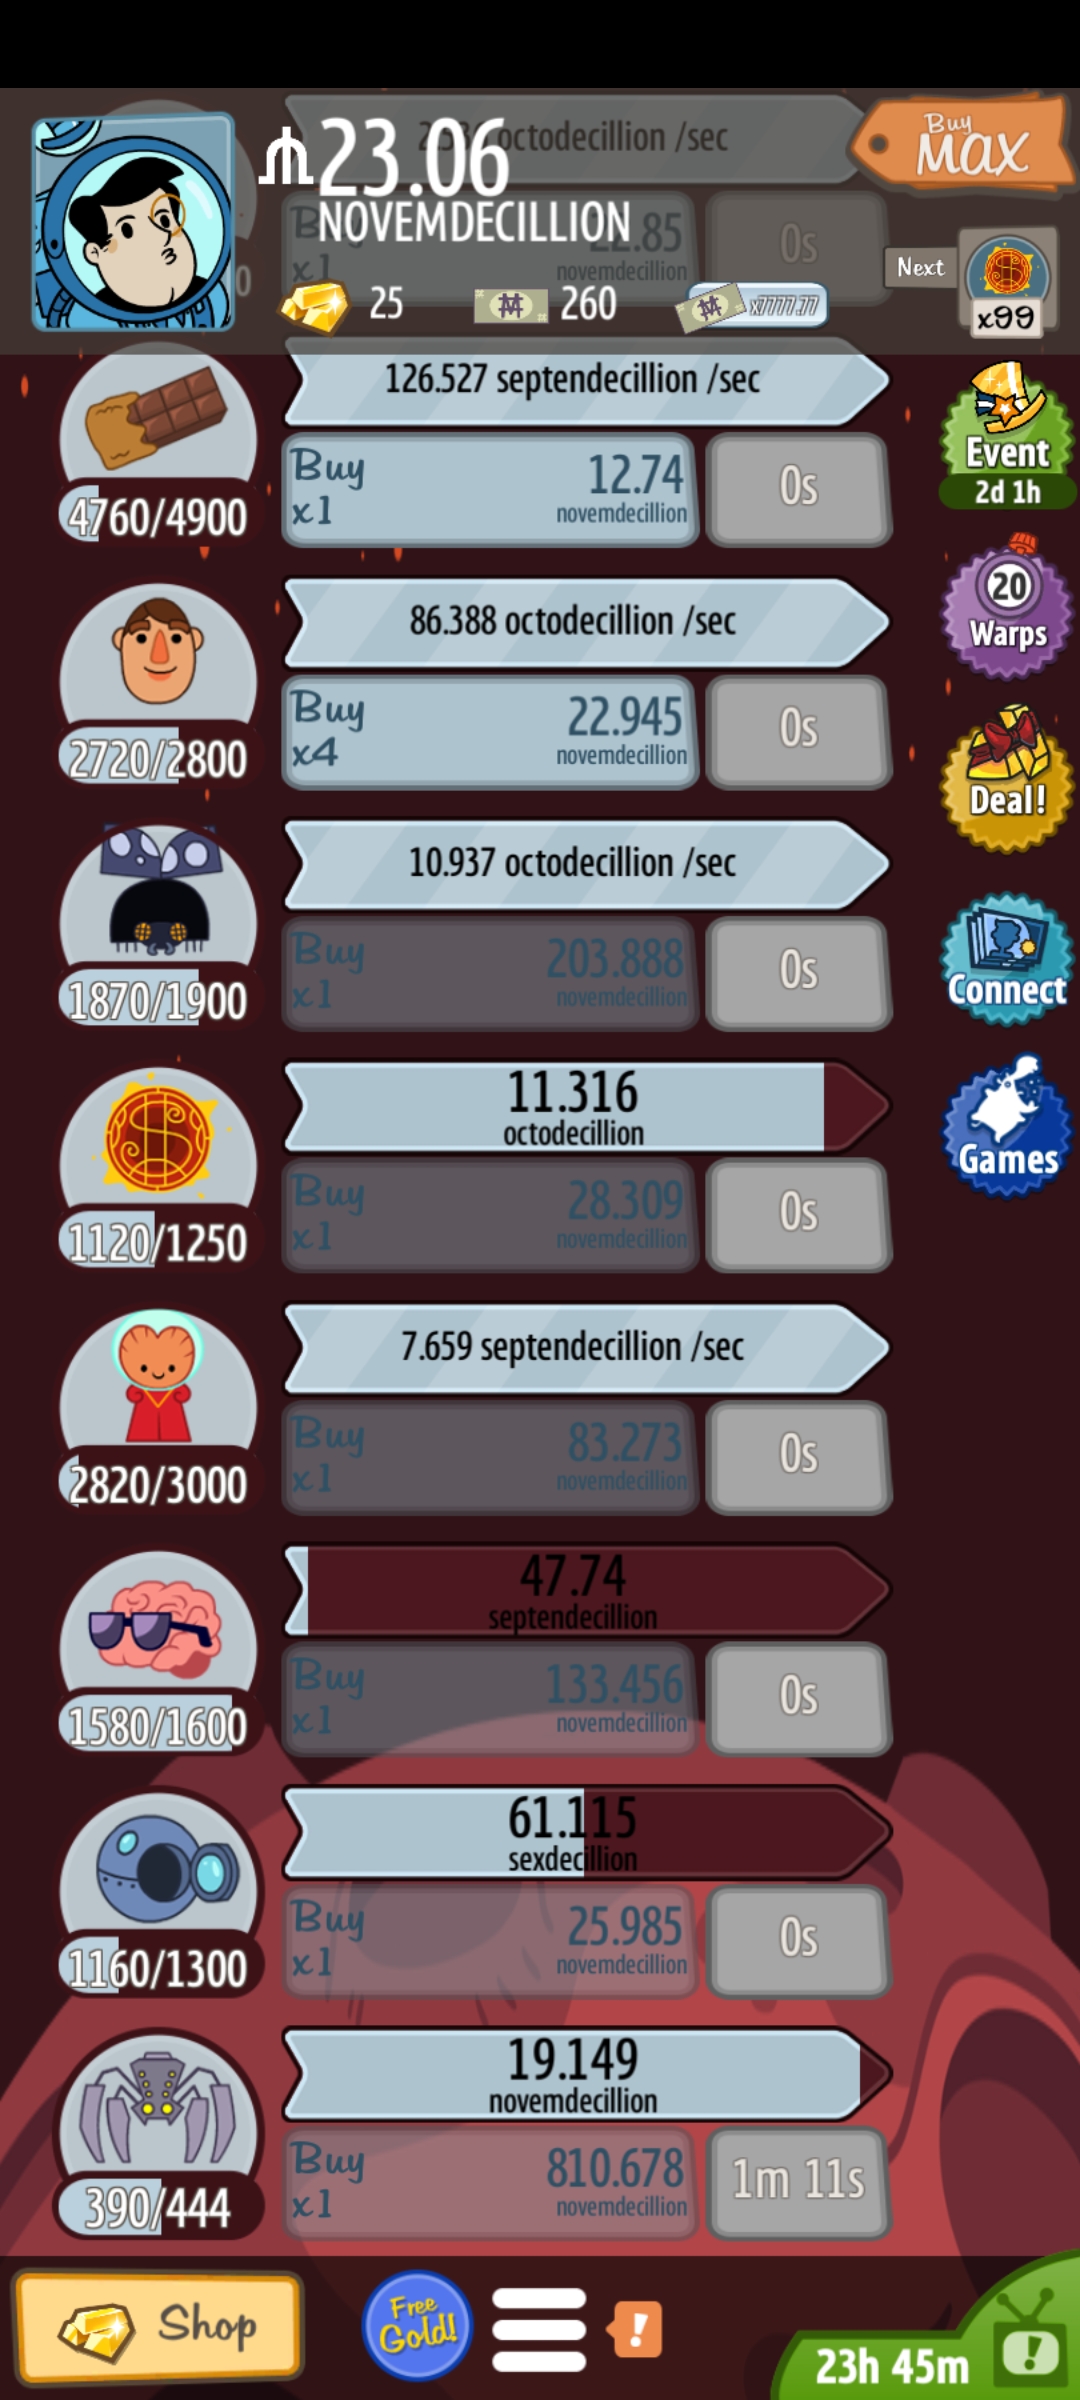 octodecillion /sec
₼23.06
NOVEMDECILLION
Buy
MAX
22.85
novemdecillion
x1
0s
Next
x99
25
260
x7777.77
126.527 septendecillion /sec
Buy
x1
12.74
novemdecillion
0s
4760/4900
Event
2d 1h
86.388 octodecillion /sec
Buy
x4
22.945
novemdecillion
0s
2720/2800
20
Warps
Deal!
10.937 octodecillion /sec
Buy
x1
203.888
novemdecillion
0s
1870/1900
Connect
11.316
octodecillion
Buy
x1
28.309
novemdecillion
0s
1120/1250
Games
7.659 septendecillion /sec
Buy
x1
83.273
novemdecillion
0s
2820/3000
47.74
septendecillion
Buy
x1
133.456
novemdecillion
0s
1580/1600
61.115
sexdecillion
Buy
x1
25.985
novemdecillion
0s
1160/1300
19.149
novemdecillion
Buy
x1
810.678
novemdecillion
1m 11s
390/444
Shop
Free
Gold!
!
23h 45m
!